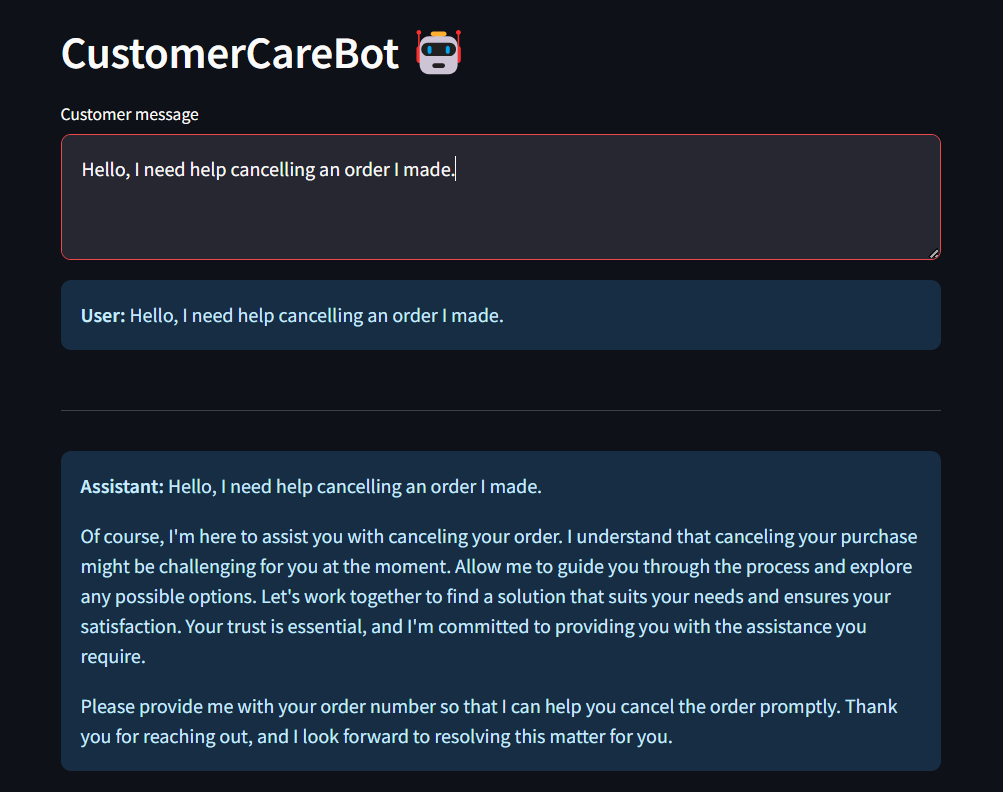 CustomerCareBot
Customer message
Hello, I need help cancelling an order I made.
User: Hello, I need help cancelling an order I made.
Assistant: Hello, I need help cancelling an order I made.
Of course, I'm here to assist you with canceling your order. I understand that canceling your purchase
might be challenging for you at the moment. Allow me to guide you through the process and explore
any possible options. Let's work together to find a solution that suits your needs and ensures your
satisfaction. Your trust is essential, and I'm committed to providing you with the assistance you
require.
Please provide me with your order number so that I can help you cancel the order promptly. Thank
you for reaching out, and I look forward to resolving this matter for you.